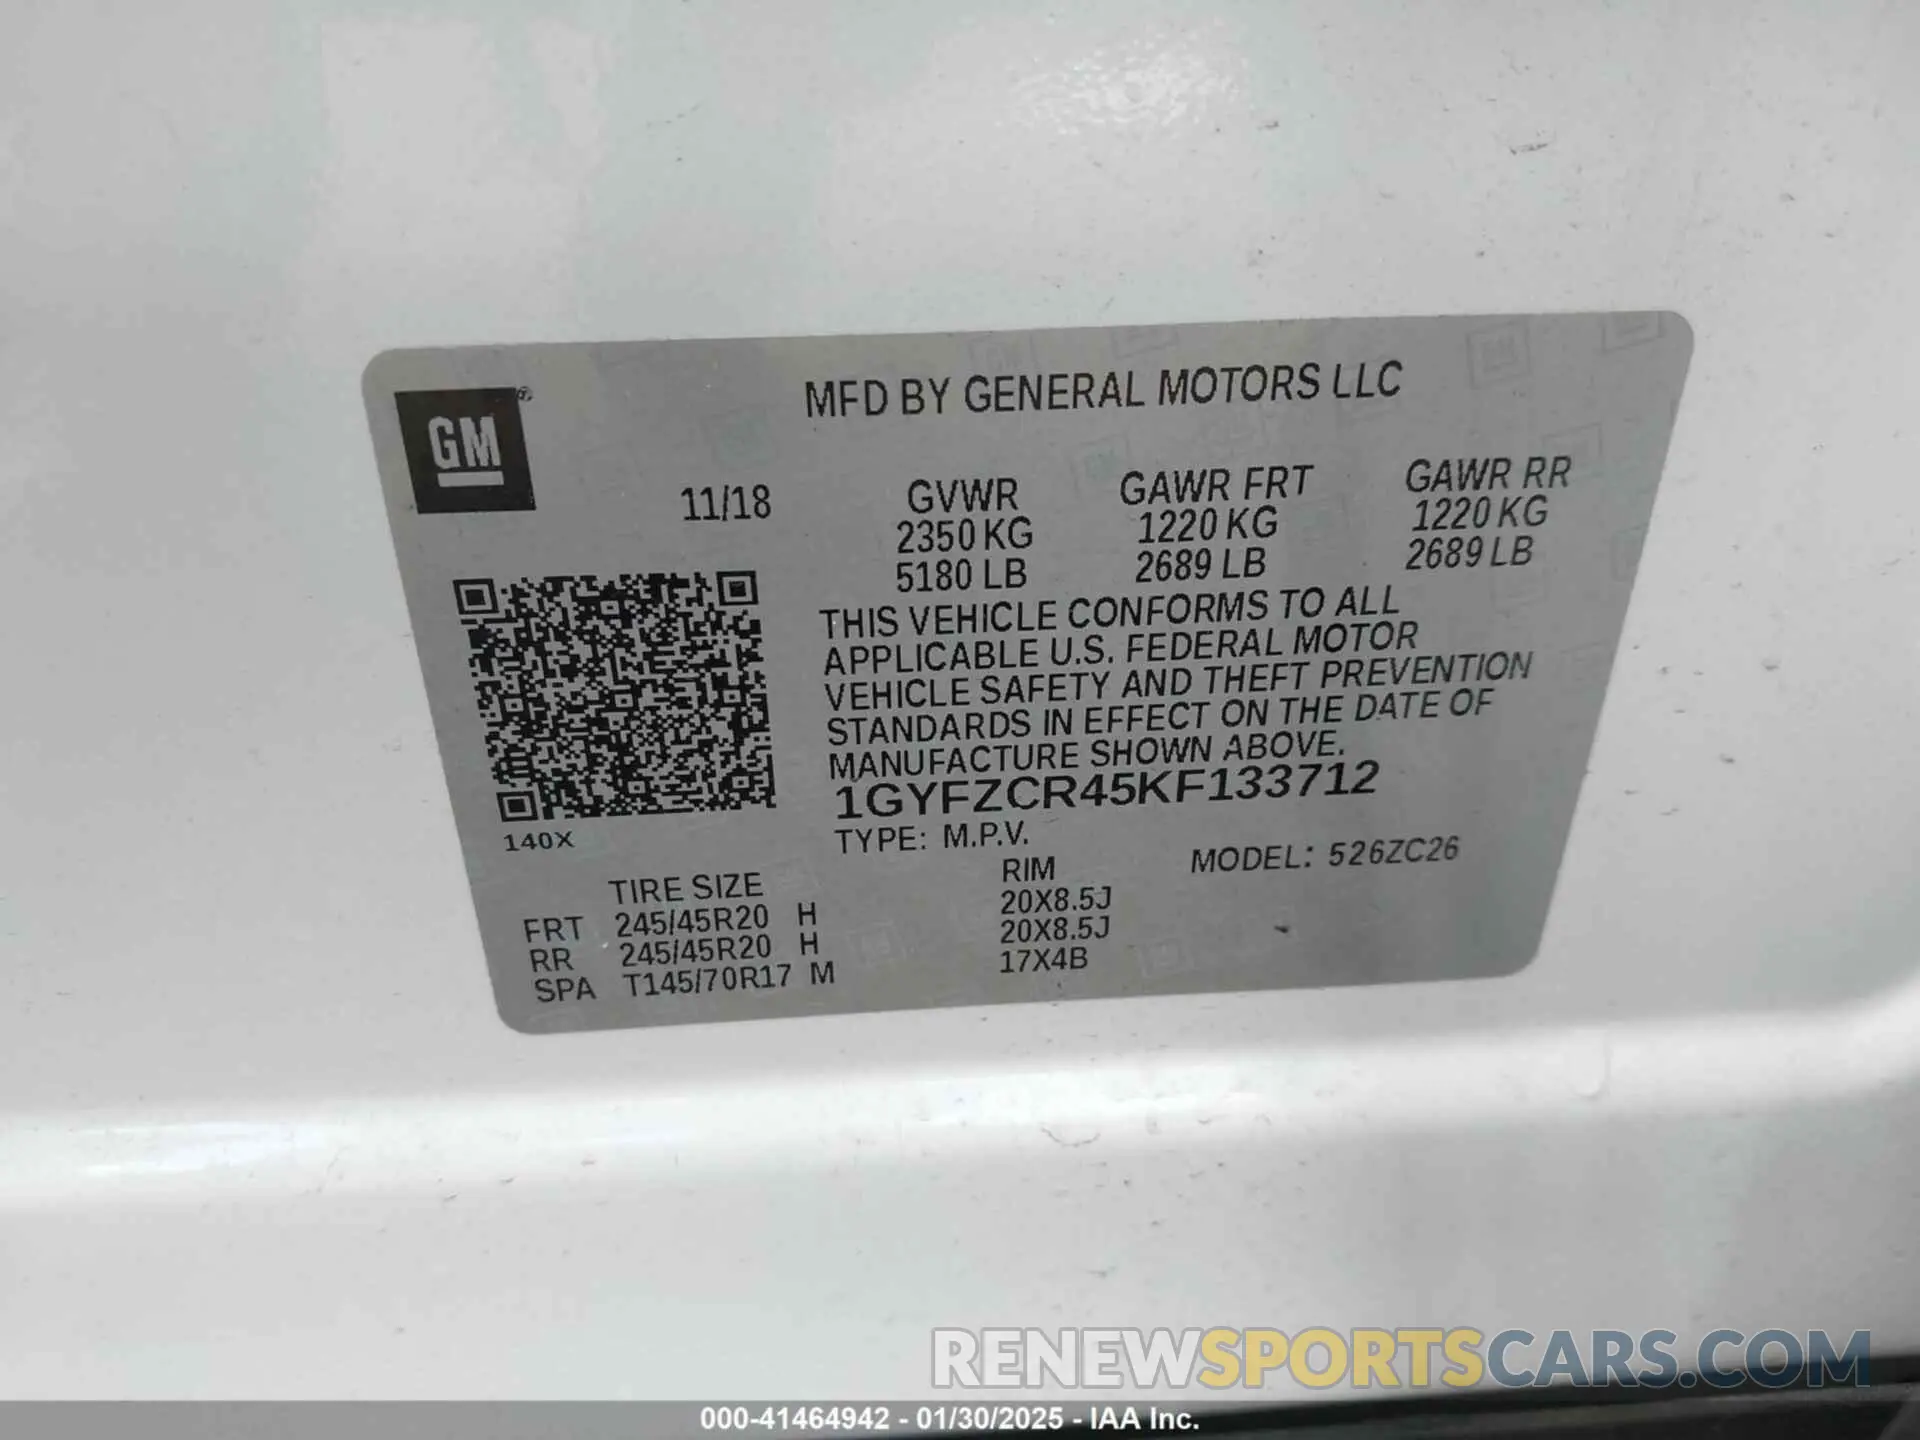 GM
MFD BY GENERAL MOTORS LLC
11/18 GVWR GAWR FRT GAWR RR
2350 KG 1220 KG 1220 KG
5180 LB 2689 LB 2689 LB
THIS VEHICLE CONFORMS TO ALL
APPLICABLE U.S. FEDERAL MOTOR
VEHICLE SAFETY AND THEFT PREVENTION
STANDARDS IN EFFECT ON THE DATE OF
MANUFACTURE SHOWN ABOVE.
1GYFZCR45KF133712
140X
TYPE: M.P.V. MODEL: 526ZC26
TIRE SIZE RIM
FRT 245/45R20 H 20X8.5J
RR 245/45R20 H 20X8.5J
SPA T145/70R17 M 17X4B
RENEWSPORTSCARS.COM
000-41464942 - 01/30/2025 - IAA Inc.